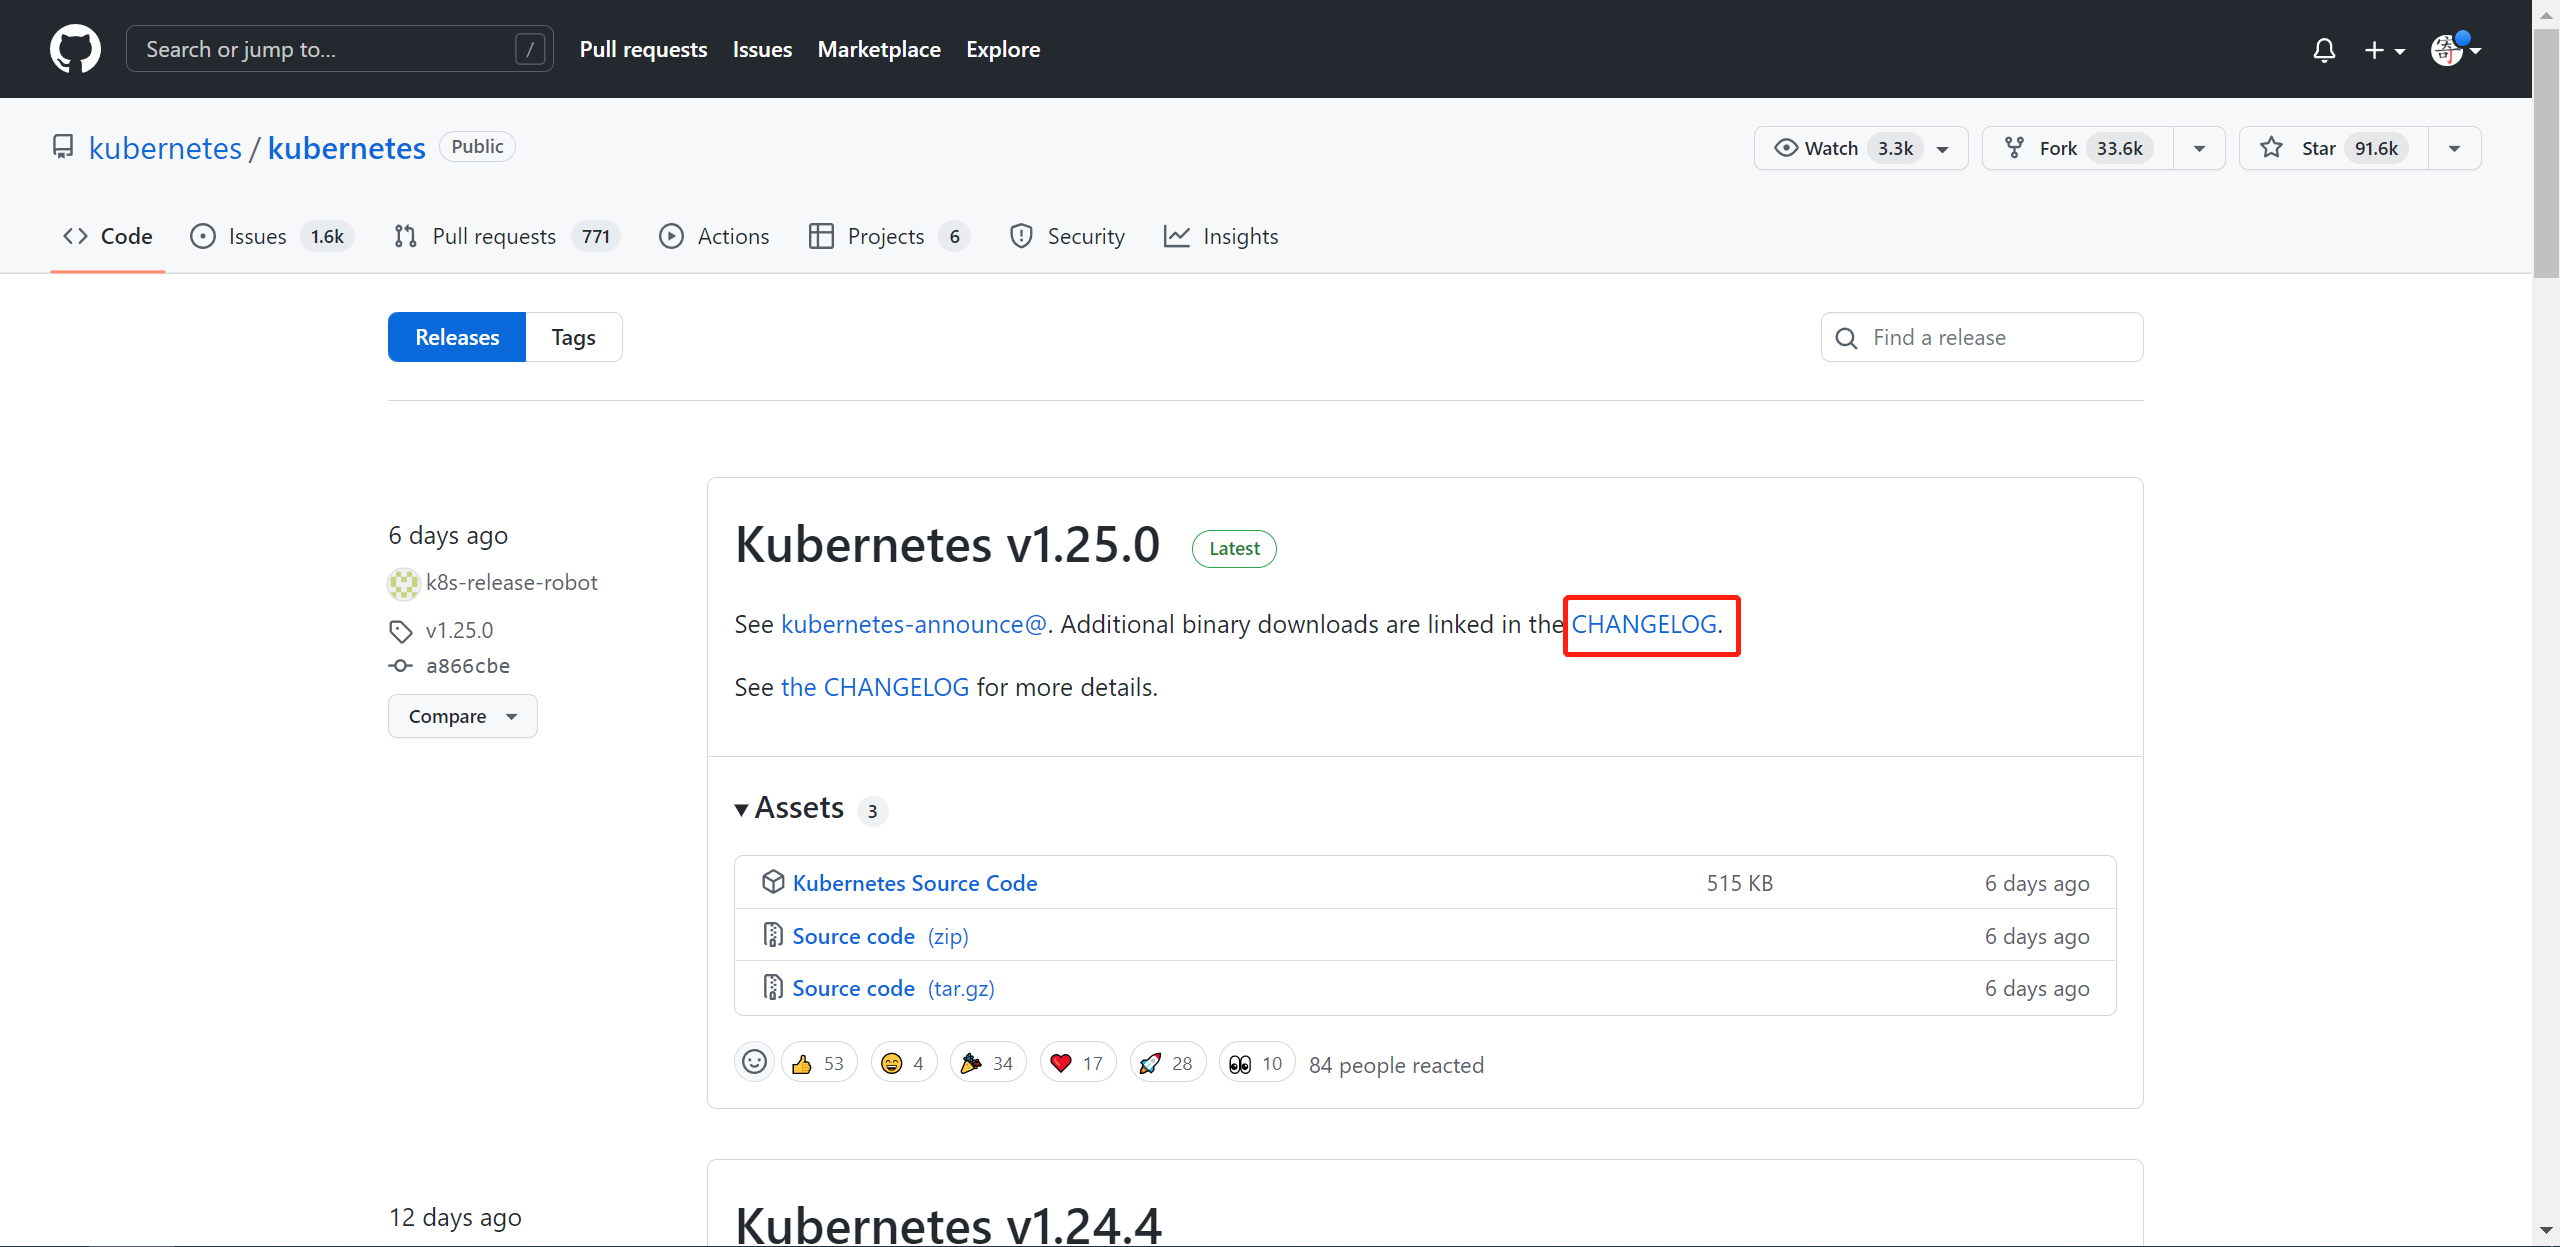 Search or jump to... / Pull requests Issues Marketplace Explore
寄
kubernetes / kubernetes Public Watch 3.3k Fork 33.6k Star 91.6k
Code Issues 1.6k Pull requests 771 Actions Projects 6 Security Insights
Releases Tags Find a release
6 days ago
k8s-release-robot
v1.25.0
a866cbe
Compare
Kubernetes v1.25.0 Latest
See kubernetes-announce@. Additional binary downloads are linked in the CHANGELOG.
See the CHANGELOG for more details.
Assets 3
Kubernetes Source Code 515 KB 6 days ago
Source code (zip) 6 days ago
Source code (tar.gz) 6 days ago
53 4 34 17 28 10 84 people reacted
12 days ago
Kubernetes v1.24.4